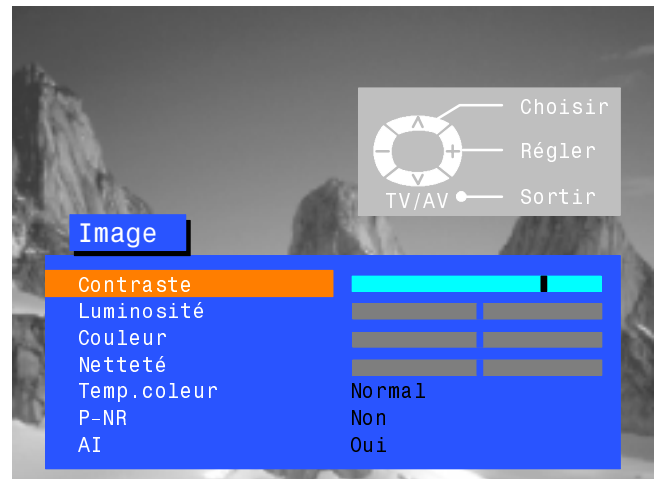 Choisir
Régler
TV/AV Sortir
Image
Contraste
Luminosité
Couleur
Netteté
Temp.coleur Normal
P-NR Non
AI Oui